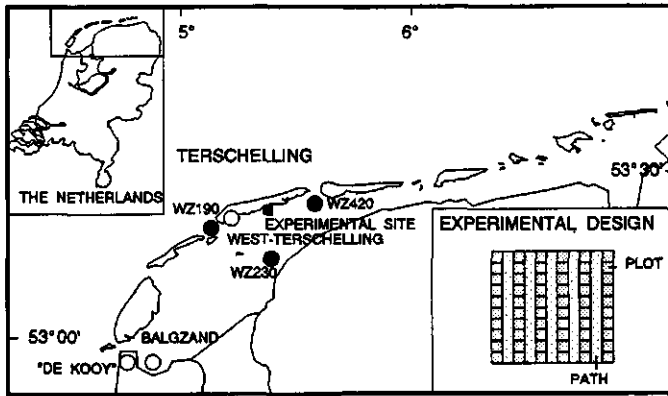 5°
6°
TERSCHELLING
53° 30'
THE NETHERLANDS
WZ190
WZ420
EXPERIMENTAL SITE
WEST-TERSCHELLING
WZ230
EXPERIMENTAL DESIGN
PLOT
53° 00'
BALGZAND
"DE KOOY"
PATH